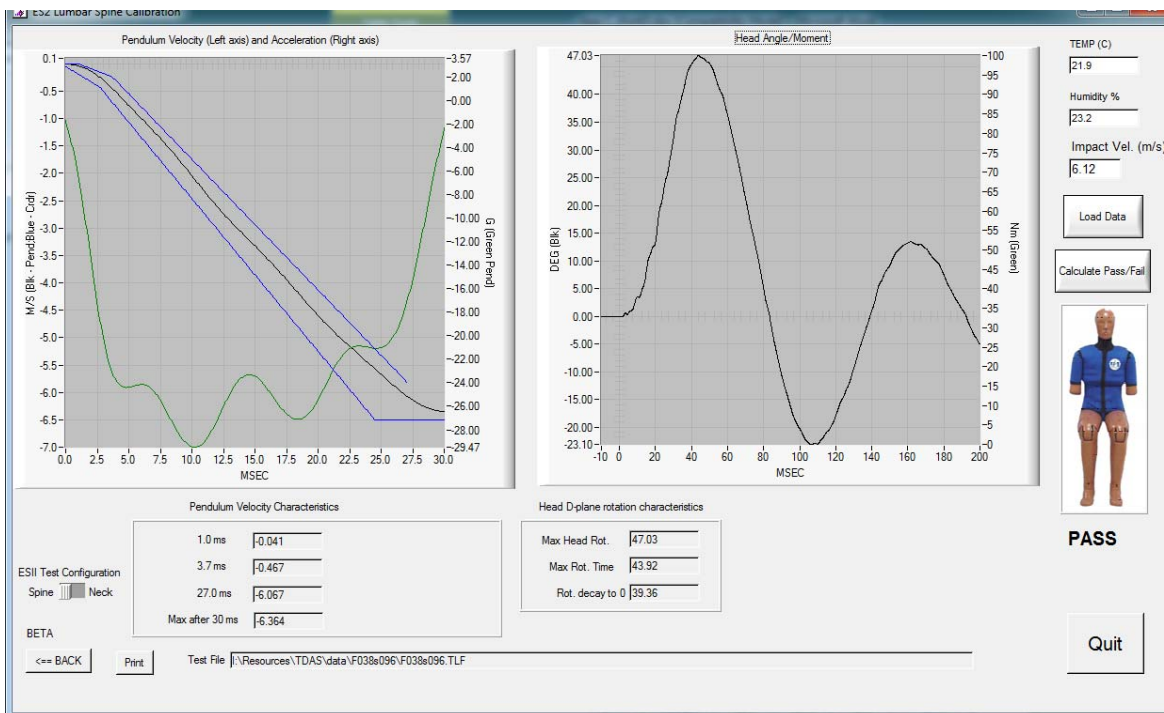 ES2 Lumbar Spine Calibration
Pendulum Velocity (Left axis) and Acceleration (Right axis)
0.1
-0.5
-1.0
-1.5
-2.0
-2.5
-3.0
-3.5
-4.0
-4.5
-5.0
-5.5
-6.0
-6.5
-7.0
M/S (Blk - Pend:Blue - Crdr)
-3.57
-2.00
-0.00
-2.00
-4.00
-6.00
-8.00
-10.00
-12.00
-14.00
-16.00
-18.00
-20.00
-22.00
-24.00
-26.00
-29.47
G (Green Pend)
0.0 2.5 5.0 7.5 10.0 12.5 15.0 17.5 20.0 22.5 25.0 27.5 30.0
MSEC
Head Angle/Moment
47.03
40.00
35.00
30.00
25.00
20.00
15.00
10.00
5.00
0.00
-5.00
-10.00
-15.00
-20.00
-23.10
DEG (Blk)
-100
-95
-90
-85
-80
-75
-70
-65
-60
-55
-50
-45
-40
-35
-30
-25
-20
-15
-10
-5
-0
Nm (Green)
-10 0 20 40 60 80 100 120 140 160 180 200
MSEC
TEMP (C)
21.9
Humidity %
23.2
Impact Vel. (m/s)
6.12
Load Data
Calculate Pass/Fail
PASS
Quit
Pendulum Velocity Characteristics
1.0 ms -0.041
3.7 ms -0.467
27.0 ms -6.067
Max after 30 ms -6.364
Head D-plane rotation characteristics
Max Head Rot. 47.03
Max Rot. Time 43.92
Rot. decay to 0 39.36
ESII Test Configuration
Spine Neck
BETA
<== BACK
Print
Test File I:\Resources\TDAS\data\F038s096\F038s096.TLF